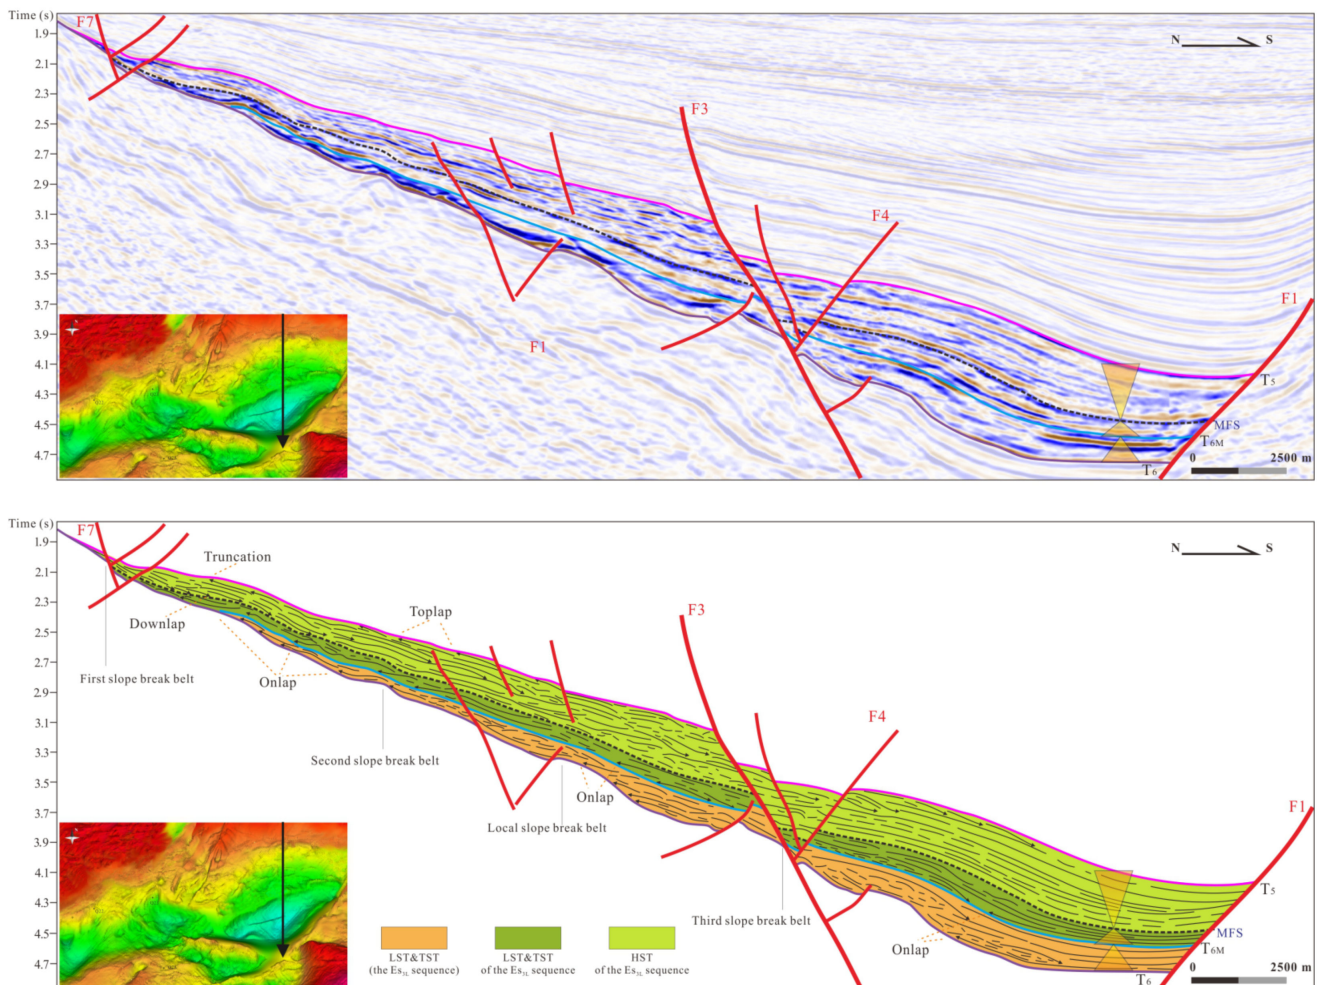 Time (s)
F7
1.9
N S
2.1
2.3
F3
2.5
2.7
2.9
F4
3.1
3.3
3.5
F1
3.7
3.9
F1
4.1
T5
4.3
4.5
MFS
T6M
4.7
0 2500 m
T6
Time (s)
F7
1.9
N S
Truncation
2.1
2.3
Toplap
F3
Downlap
2.5
2.7
First slope break belt
Onlap
2.9
F4
3.1
Second slope break belt
3.3
3.5
Onlap
F1
3.7
Local slope break belt
3.9
4.1
T5
4.3
Third slope break belt
4.5
MFS
Onlap
T6M
LST&TST
(the Es3L sequence)
LST&TST
of the Es3L sequence
HST
of the Es3L sequence
4.7
0 2500 m
T6